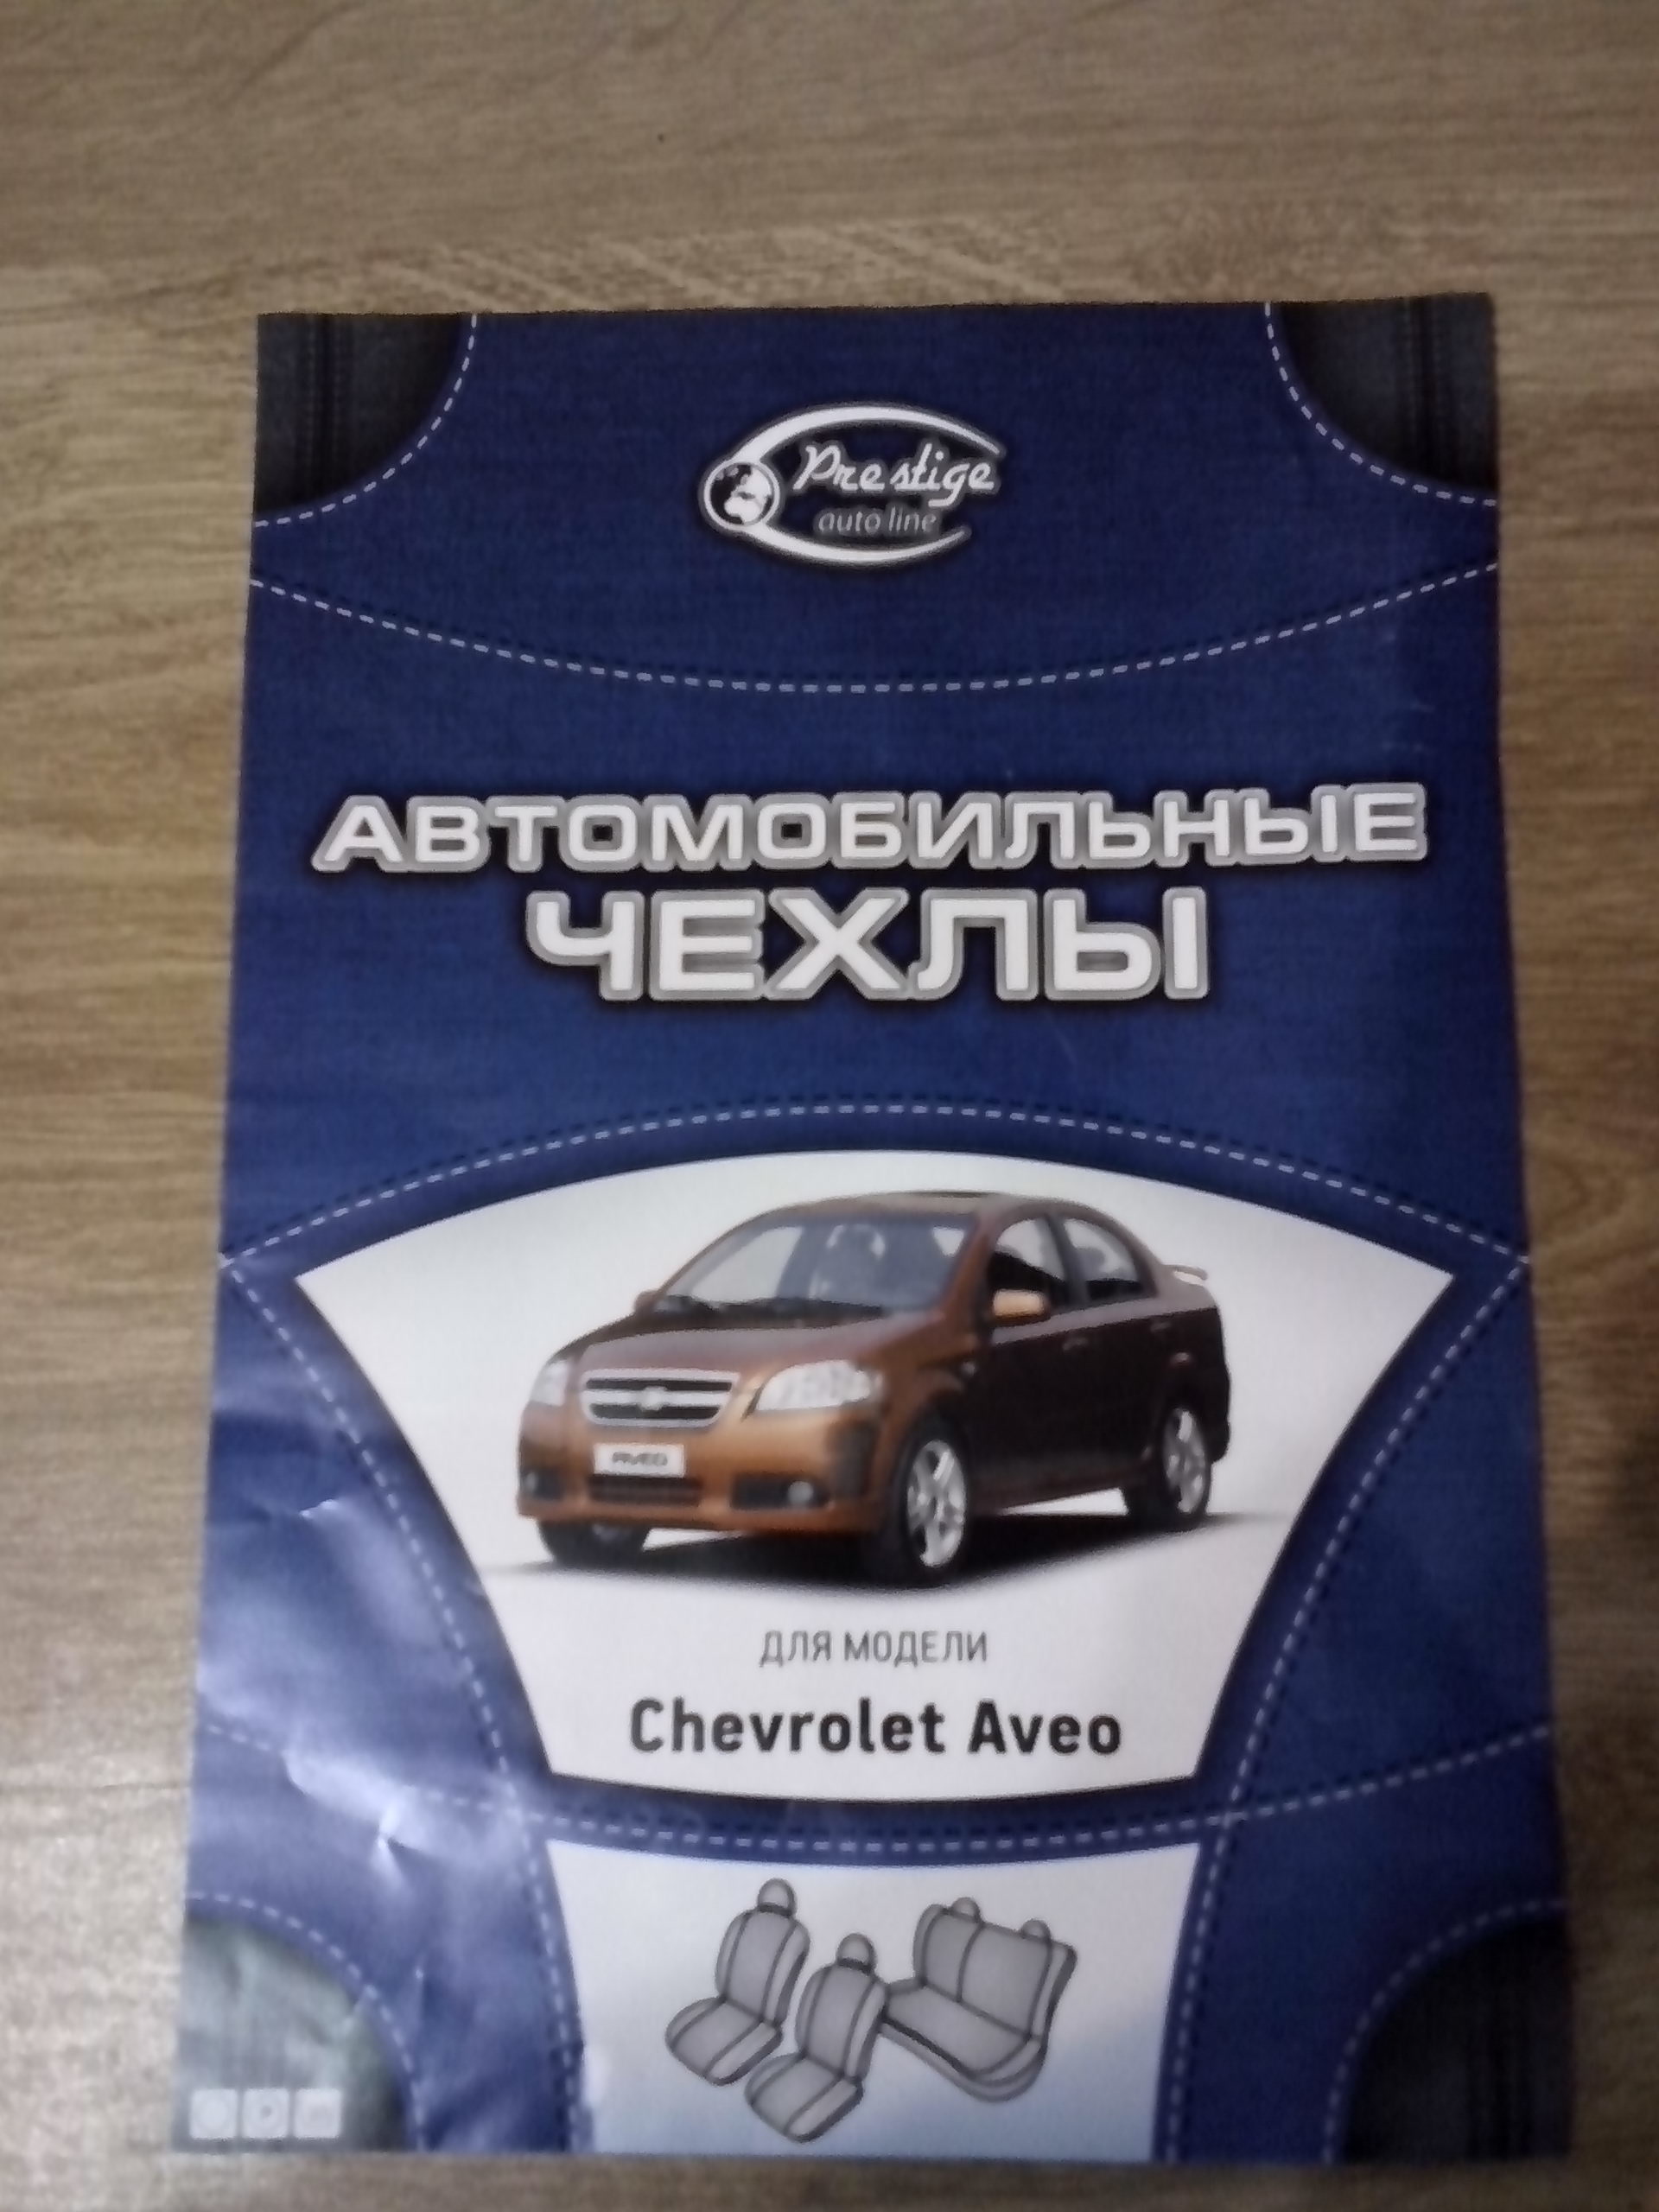 Prestige
auto line
АВТОМОБИЛЬНЫЕ
ЧЕХЛЫ
AVEO
ДЛЯ МОДЕЛИ
Chevrolet Aveo